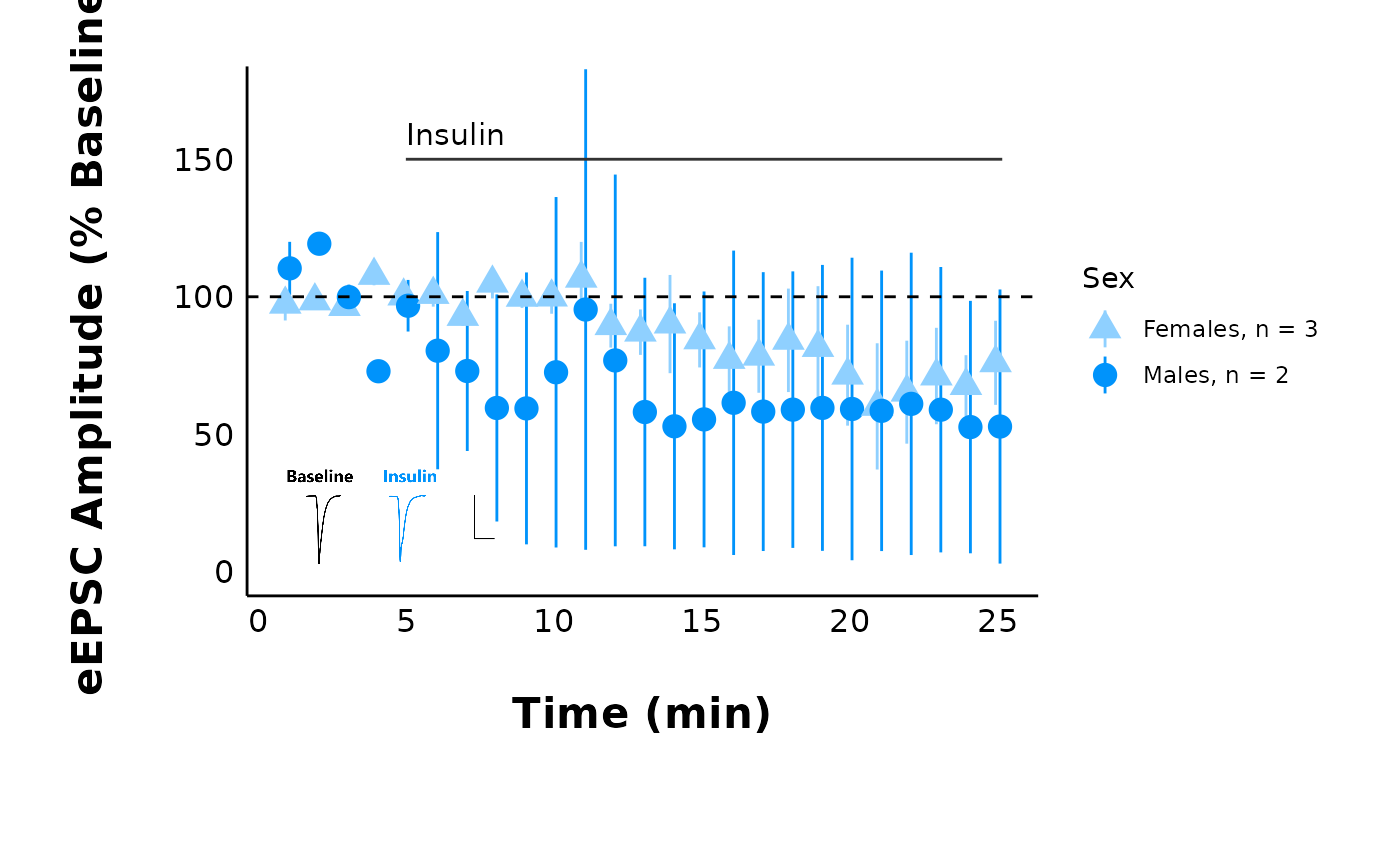 eEPSC Amplitude (% Baseline
150
100
50
0
Insulin
Baseline
Insulin
0 5 10 15 20 25
Time (min)
Sex
Females, n = 3
Males, n = 2